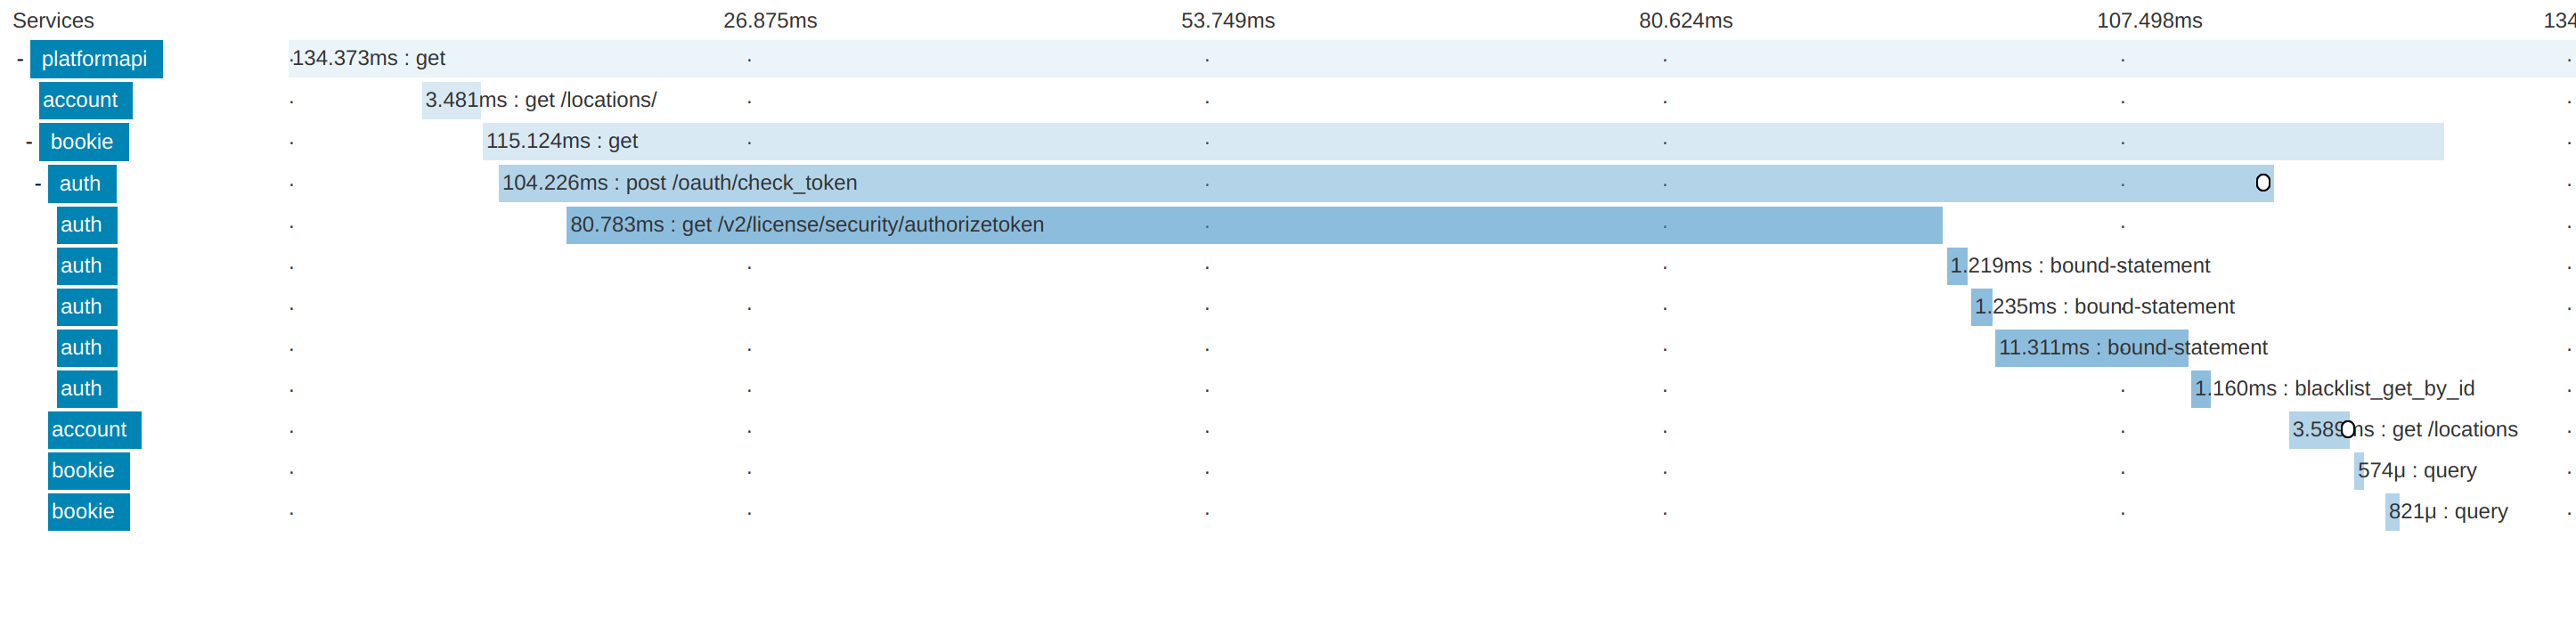 Services 26.875ms 53.749ms 80.624ms 107.498ms 134
- platformapi 134.373ms : get
account 3.481ms : get /locations/
- bookie 115.124ms : get
- auth 104.226ms : post /oauth/check_token
auth 80.783ms : get /v2/license/security/authorizetoken
auth 1.219ms : bound-statement
auth 1.235ms : bound-statement
auth 11.311ms : bound-statement
auth 1.160ms : blacklist_get_by_id
account 3.589ms : get /locations
bookie 574μ : query
bookie 821μ : query